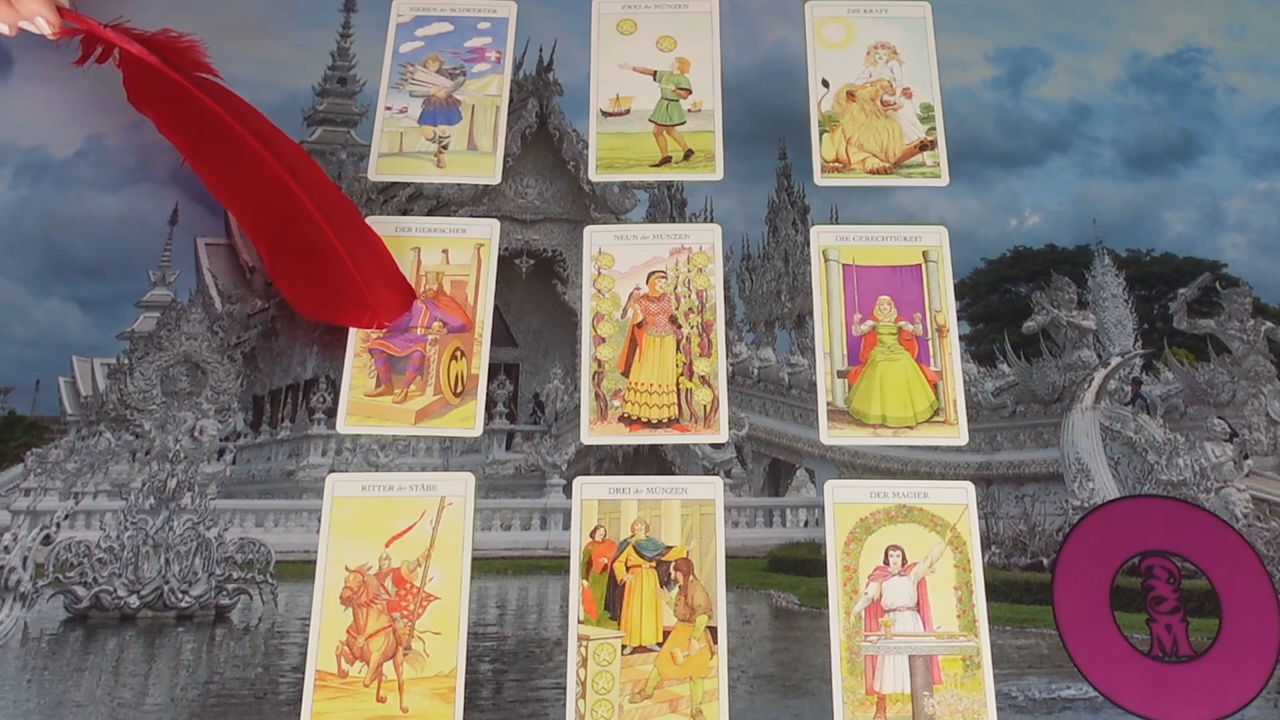 SIEBEN der SCHWERTER
ZWEI der MÜNZEN
DIE KRAFT
DER HERRSCHER
NEUN der MÜNZEN
DIE GERECHTIGKEIT
RITTER der STÄBE
DREI der MÜNZEN
DER MAGIER